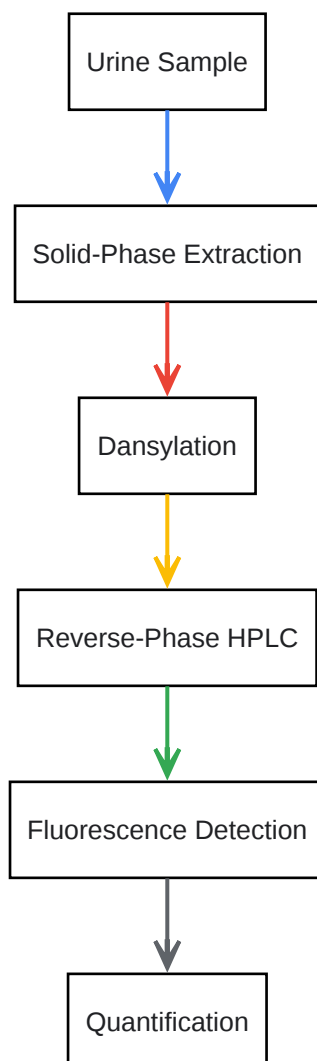 Urine Sample
Solid-Phase Extraction
Dansylation
Reverse-Phase HPLC
Fluorescence Detection
Quantification